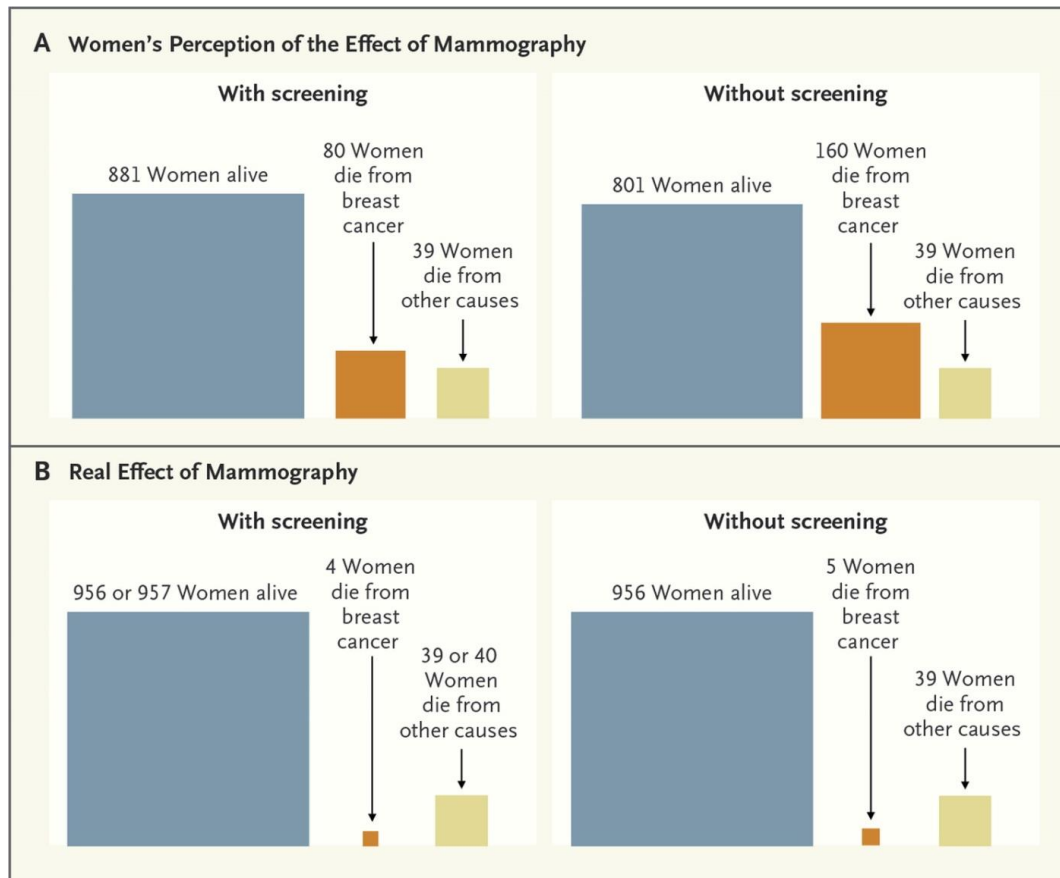 A Women's Perception of the Effect of Mammography
With screening
881 Women alive
80 Women
die from
breast
cancer
39 Women
die from
other causes
Without screening
801 Women alive
160 Women
die from
breast
cancer
39 Women
die from
other causes
B Real Effect of Mammography
With screening
956 or 957 Women alive
4 Women
die from
breast
cancer
39 or 40
Women
die from
other causes
Without screening
956 Women alive
5 Women
die from
breast
cancer
39 Women
die from
other causes